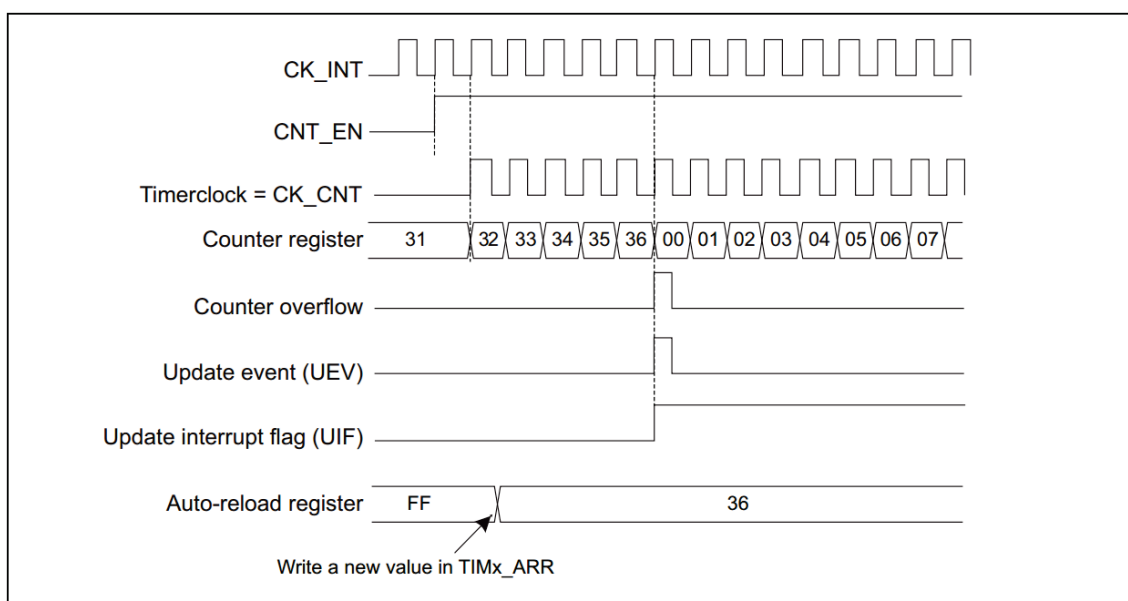 CK_INT
CNT_EN
Timerclock = CK_CNT
Counter register 31 32 33 34 35 36 00 01 02 03 04 05 06 07
Counter overflow
Update event (UEV)
Update interrupt flag (UIF)
Auto-reload register FF 36
Write a new value in TIMx_ARR